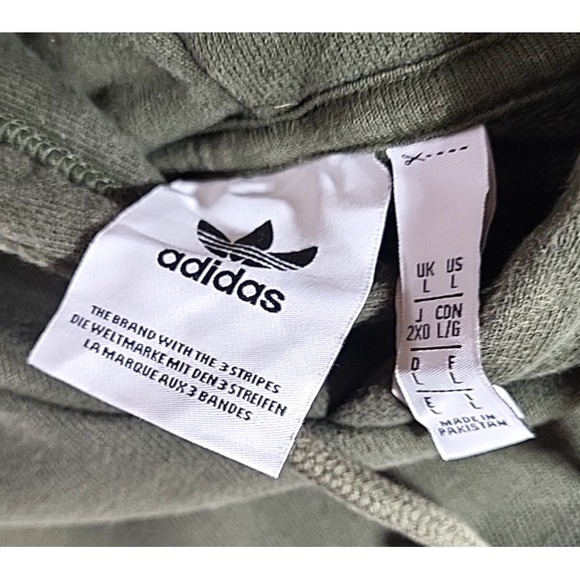 adidas
THE BRAND WITH THE 3 STRIPES
DIE WELTMARKE MIT DEN 3 STREIFEN
LA MARQUE AUX 3 BANDES
UK US
L L
J CDN
2XO L/G
D F
L L
E I
L L
MADE IN
PAKISTAN